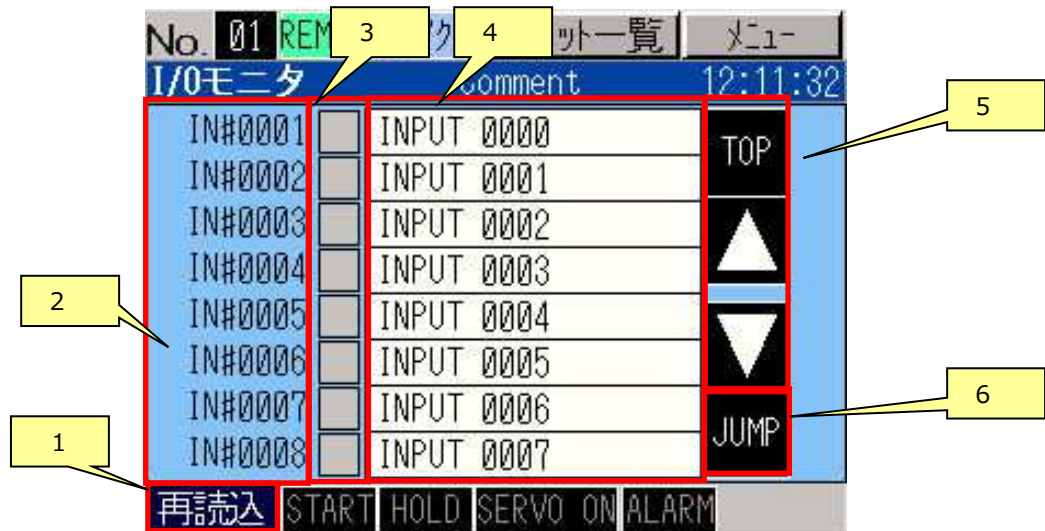 No. 01 REM 3 4 ット一覧 メニュー
I/Oモニタ omment 12:11:32
5
IN#0001 INPUT 0000 TOP
IN#0002 INPUT 0001
IN#0003 INPUT 0002
IN#0004 INPUT 0003
2
IN#0005 INPUT 0004
IN#0006 INPUT 0005
6
IN#0007 INPUT 0006 JUMP
1
IN#0008 INPUT 0007
再読込 START HOLD SERVO ON ALARM